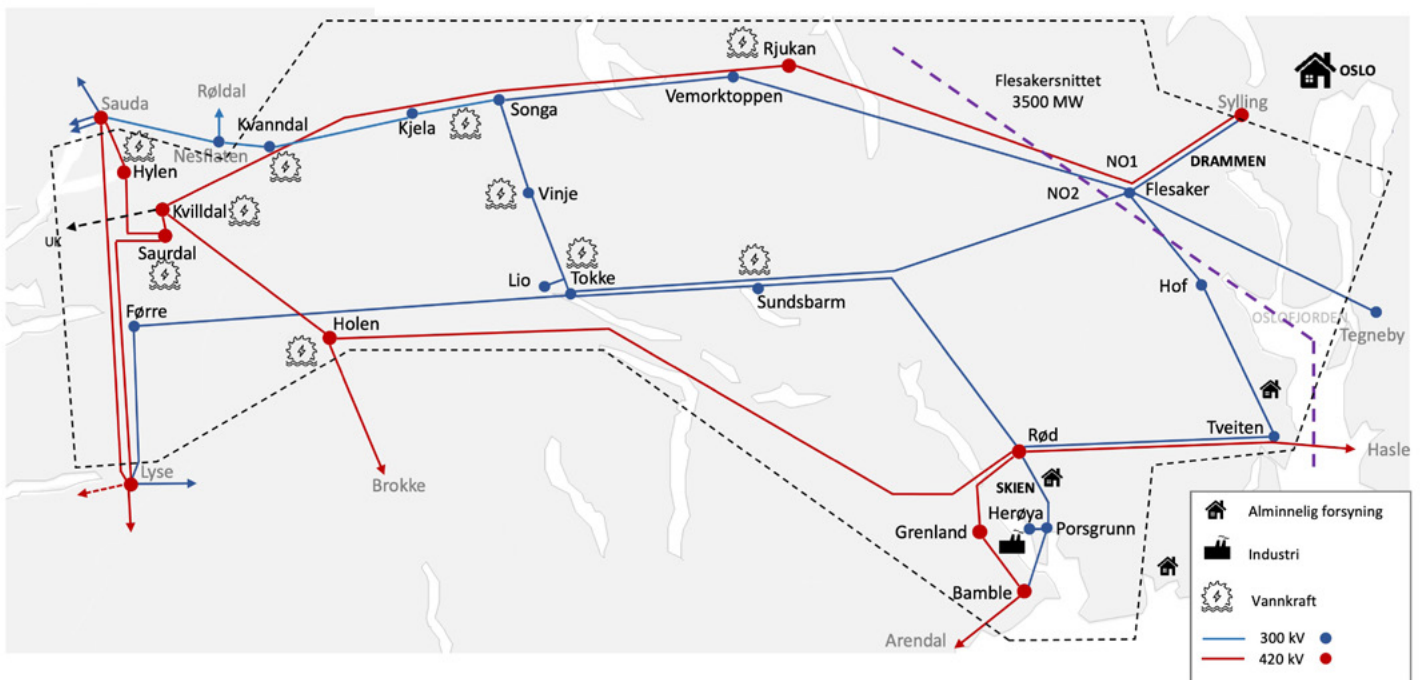 Rjukan
Flesakersnittet
3500 MW
OSLO
Sauda
Røldal
Songa
Vemorktoppen
Sylling
Kvanndal
Kjela
Nesflaten
NO1
DRAMMEN
Hylen
NO2
Flesaker
Vinje
Kvilldal
UK
Saurdal
Lio
Tokke
Hof
Sundsbarm
Førre
Holen
OSLOFJORDEN
Tegneby
Rød
Tveiten
Hasle
Lyse
Brokke
SKIEN
Herøya
Grenland
Porsgrunn
Alminnelig forsyning
Industri
Bamble
Vannkraft
Arendal
300 kV
420 kV